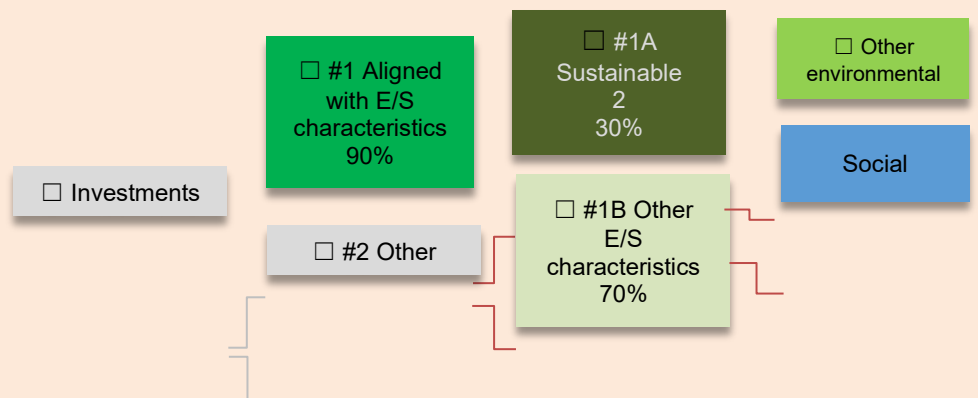 ☐ Investments
☐ #1 Aligned
with E/S
characteristics
90%
☐ #2 Other
☐ #1A
Sustainable
2
30%
☐ #1B Other
E/S
characteristics
70%
☐ Other
environmental
Social